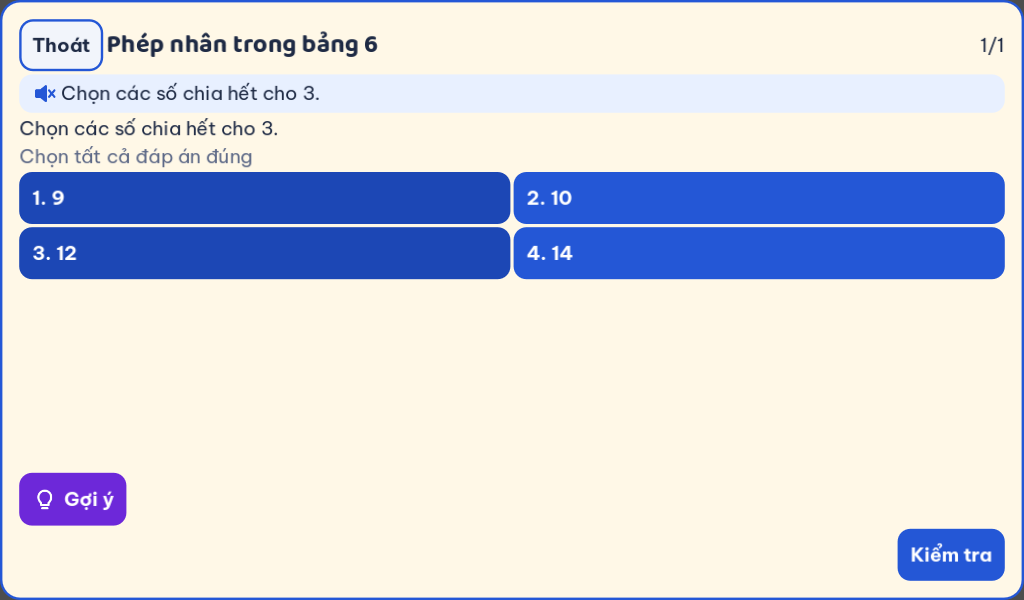 Thoát Phép nhân trong bảng 6 1/1
Chọn các số chia hết cho 3.
Chọn các số chia hết cho 3.
Chọn tất cả đáp án đúng
1. 9
2. 10
3. 12
4. 14
Gợi ý
Kiểm tra